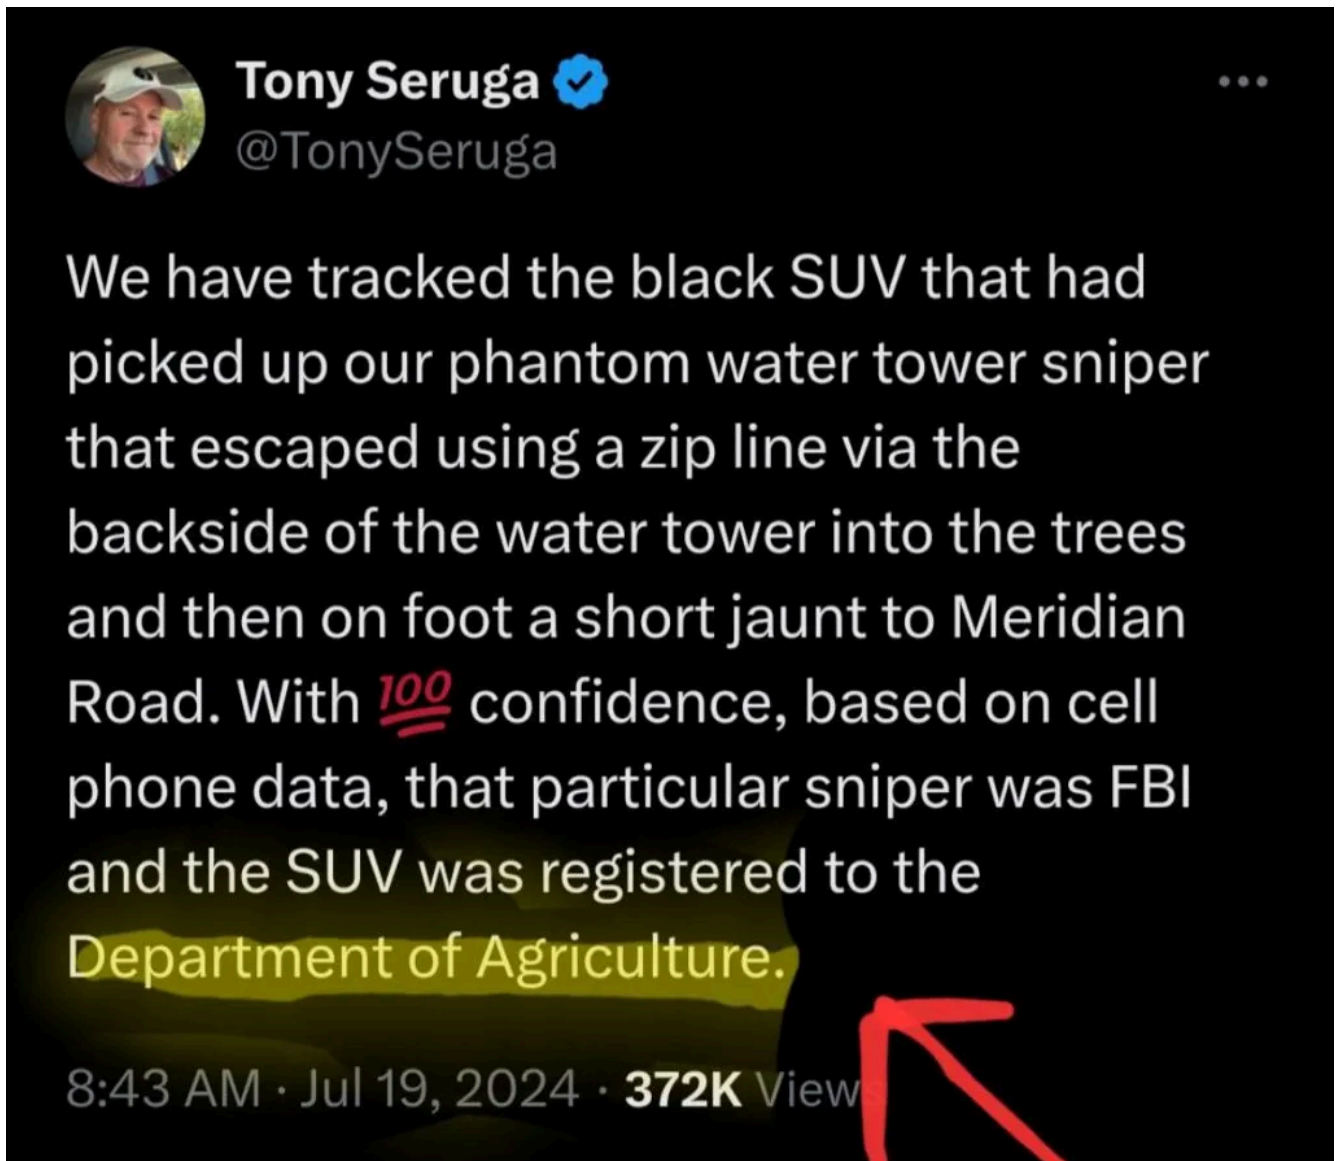 Tony Seruga
@TonySeruga
We have tracked the black SUV that had
picked up our phantom water tower sniper
that escaped using a zip line via the
backside of the water tower into the trees
and then on foot a short jaunt to Meridian
Road. With 💯 confidence, based on cell
phone data, that particular sniper was FBI
and the SUV was registered to the
Department of Agriculture.
8:43 AM · Jul 19, 2024 · 372K Views